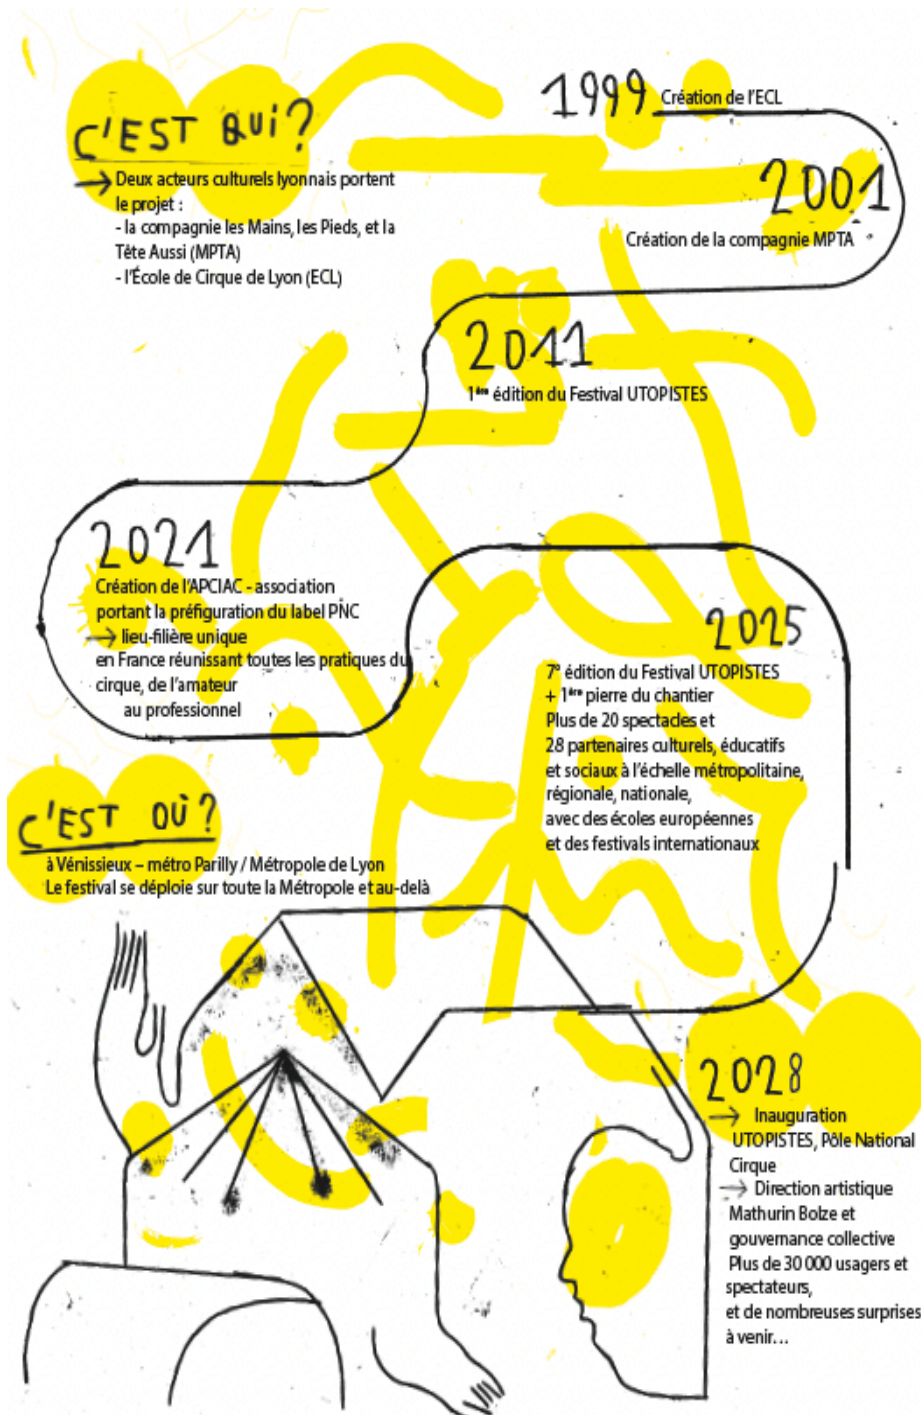 C'EST QUI?
→ Deux acteurs culturels lyonnais portent
le projet :
- la compagnie les Mains, les Pieds, et la
Tête Aussi (MPTA)
- l'École de Cirque de Lyon (ECL)
1999 Création de l'ECL
2001
Création de la compagnie MPTA
2011
1ère édition du Festival UTOPISTES
2021
Création de l'APCIAC - association
portant la préfiguration du label PNC
→ lieu-filière unique
en France réunissant toutes les pratiques du
cirque, de l'amateur
au professionnel
2025
7e édition du Festival UTOPISTES
+ 1ère pierre du chantier
Plus de 20 spectacles et
28 partenaires culturels, éducatifs
et sociaux à l'échelle métropolitaine,
régionale, nationale,
avec des écoles européennes
et des festivals internationaux
C'EST OÙ?
à Vénissieux – métro Parilly / Métropole de Lyon
Le festival se déploie sur toute la Métropole et au-delà
2028
→ Inauguration
UTOPISTES, Pôle National
Cirque
→ Direction artistique
Mathurin Bolze et
gouvernance collective
Plus de 30 000 usagers et
spectateurs,
et de nombreuses surprises
à venir...